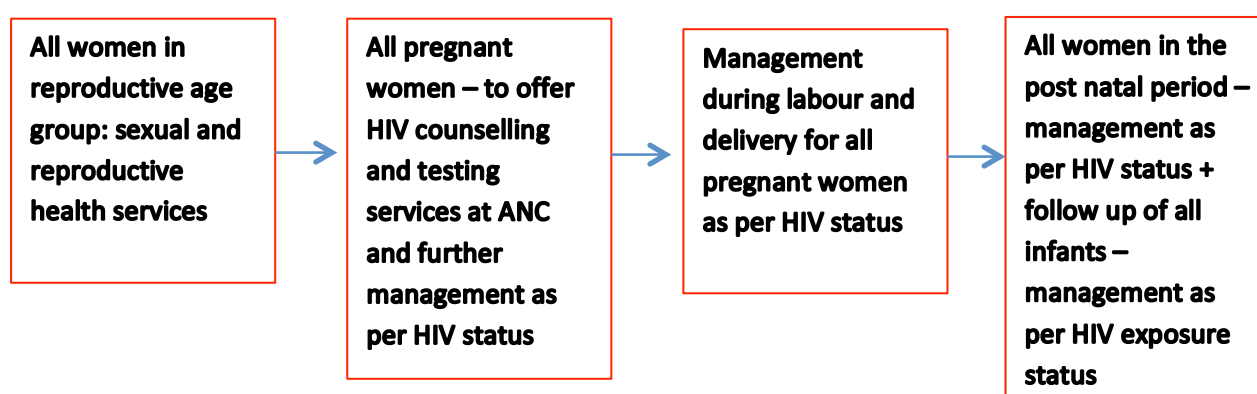 All women in
reproductive age
group: sexual and
reproductive
health services
All pregnant
women – to offer
HIV counselling
and testing
services at ANC
and further
management as
per HIV status
Management
during labour and
delivery for all
pregnant women
as per HIV status
All women in the
post natal period –
management as
per HIV status +
follow up of all
infants –
management as
per HIV exposure
status